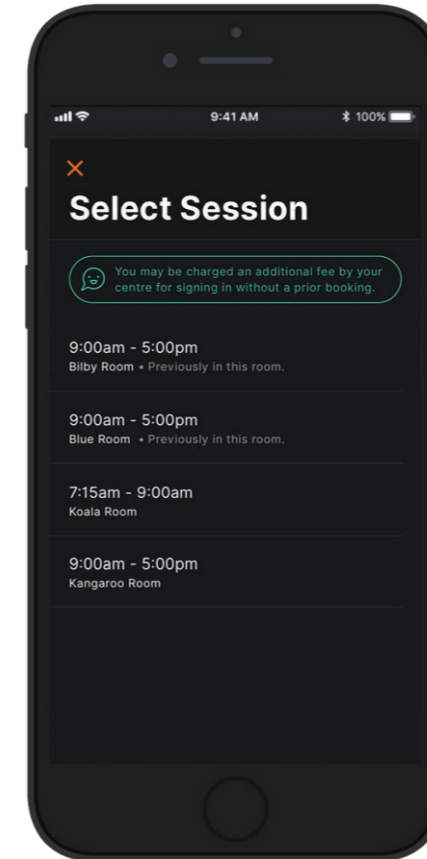 9:41 AM
100%
Select Session
You may be charged an additional fee by your
centre for signing in without a prior booking.
9:00am - 5:00pm
Bilby Room • Previously in this room.
9:00am - 5:00pm
Blue Room • Previously in this room.
7:15am - 9:00am
Koala Room
9:00am - 5:00pm
Kangaroo Room